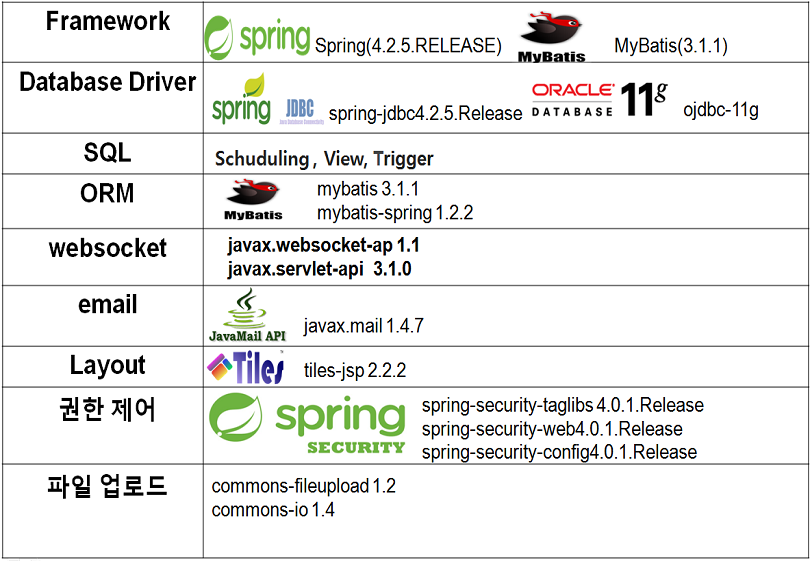 Framework
spring Spring(4.2.5.RELEASE) MyBatis MyBatis(3.1.1)
Database Driver
spring JDBC spring-jdbc4.2.5.Release ORACLE DATABASE 11g ojdbc-11g
SQL
Schuduling , View, Trigger
ORM
MyBatis
mybatis 3.1.1
mybatis-spring 1.2.2
websocket
javax.websocket-ap 1.1
javax.servlet-api 3.1.0
email
JavaMail API
javax.mail 1.4.7
Layout
Tiles tiles-jsp 2.2.2
권한 제어
spring SECURITY
spring-security-taglibs 4.0.1.Release
spring-security-web4.0.1.Release
spring-security-config4.0.1.Release
파일 업로드
commons-fileupload 1.2
commons-io 1.4